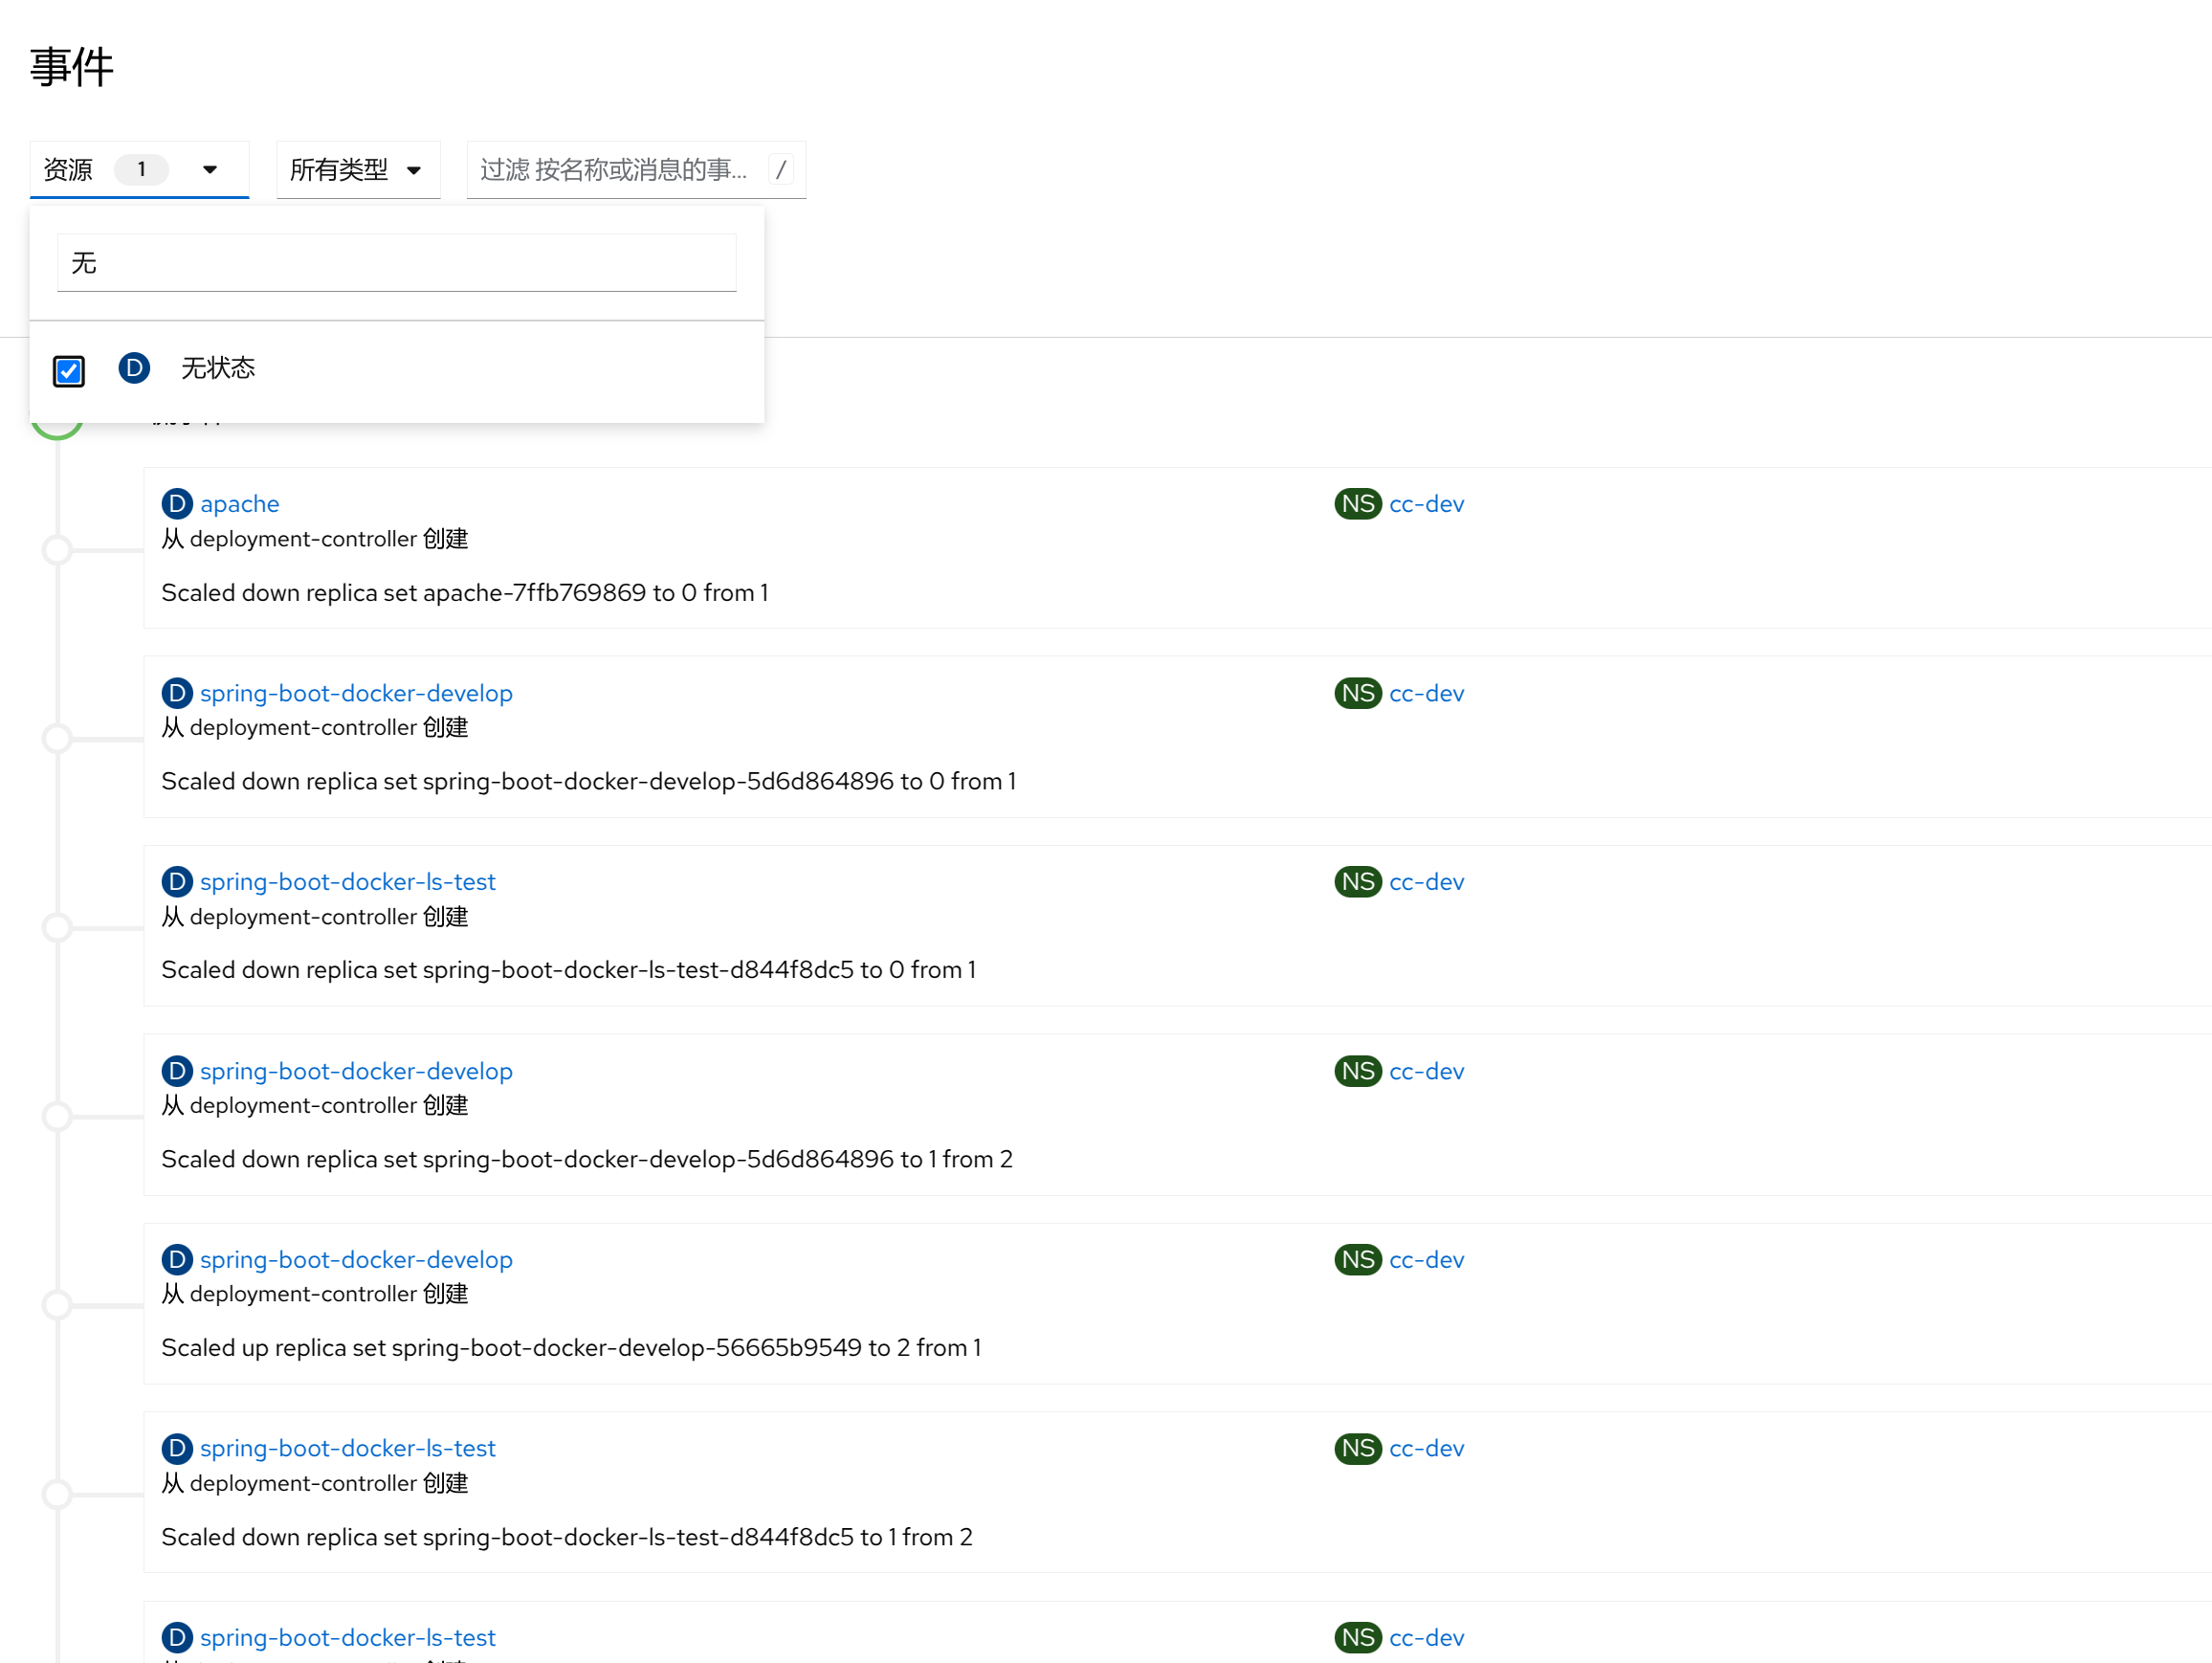 事件
资源 1 所有类型 过滤 按名称或消息的事... /
无
D 无状态
D apache NS cc-dev
从 deployment-controller 创建
Scaled down replica set apache-7ffb769869 to 0 from 1
D spring-boot-docker-develop NS cc-dev
从 deployment-controller 创建
Scaled down replica set spring-boot-docker-develop-5d6d864896 to 0 from 1
D spring-boot-docker-ls-test NS cc-dev
从 deployment-controller 创建
Scaled down replica set spring-boot-docker-ls-test-d844f8dc5 to 0 from 1
D spring-boot-docker-develop NS cc-dev
从 deployment-controller 创建
Scaled down replica set spring-boot-docker-develop-5d6d864896 to 1 from 2
D spring-boot-docker-develop NS cc-dev
从 deployment-controller 创建
Scaled up replica set spring-boot-docker-develop-56665b9549 to 2 from 1
D spring-boot-docker-ls-test NS cc-dev
从 deployment-controller 创建
Scaled down replica set spring-boot-docker-ls-test-d844f8dc5 to 1 from 2
D spring-boot-docker-ls-test NS cc-dev